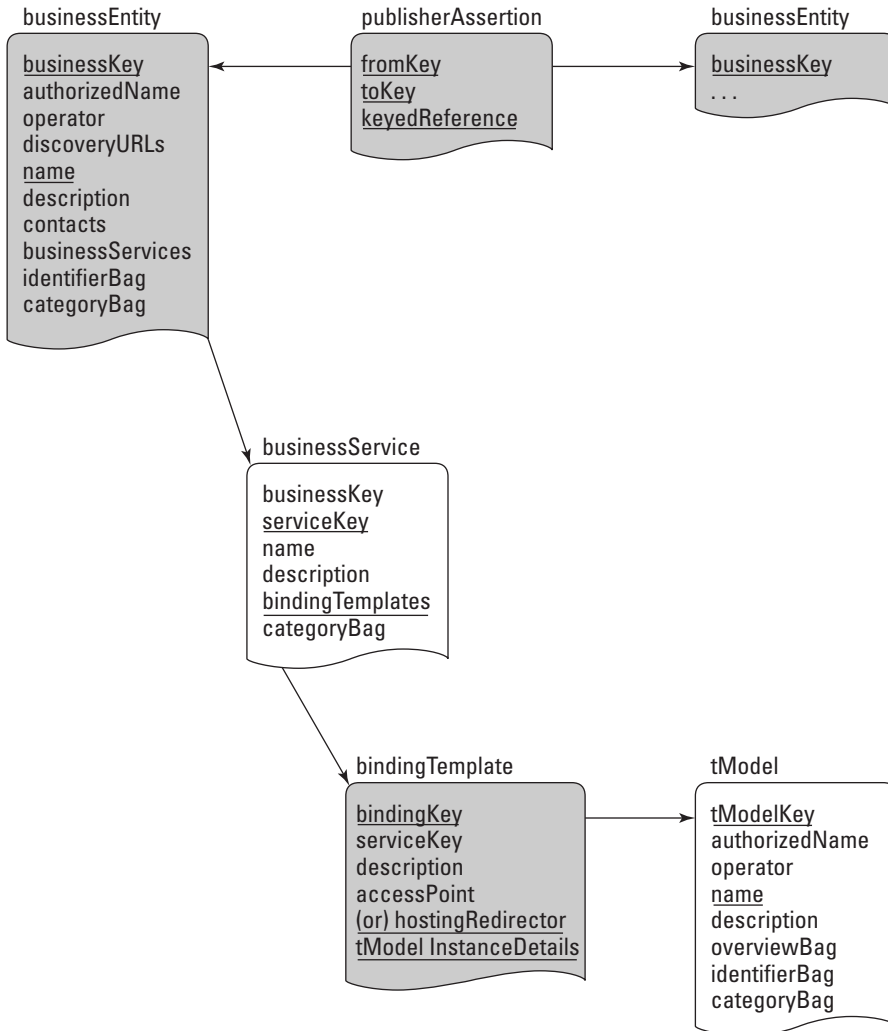 businessEntity
businessKey
authorizedName
operator
discoveryURLs
name
description
contacts
businessServices
identifierBag
categoryBag
publisherAssertion
fromKey
toKey
keyedReference
businessEntity
businessKey
. . .
businessService
businessKey
serviceKey
name
description
bindingTemplates
categoryBag
bindingTemplate
bindingKey
serviceKey
description
accessPoint
(or) hostingRedirector
tModel InstanceDetails
tModel
tModelKey
authorizedName
operator
name
description
overviewBag
identifierBag
categoryBag